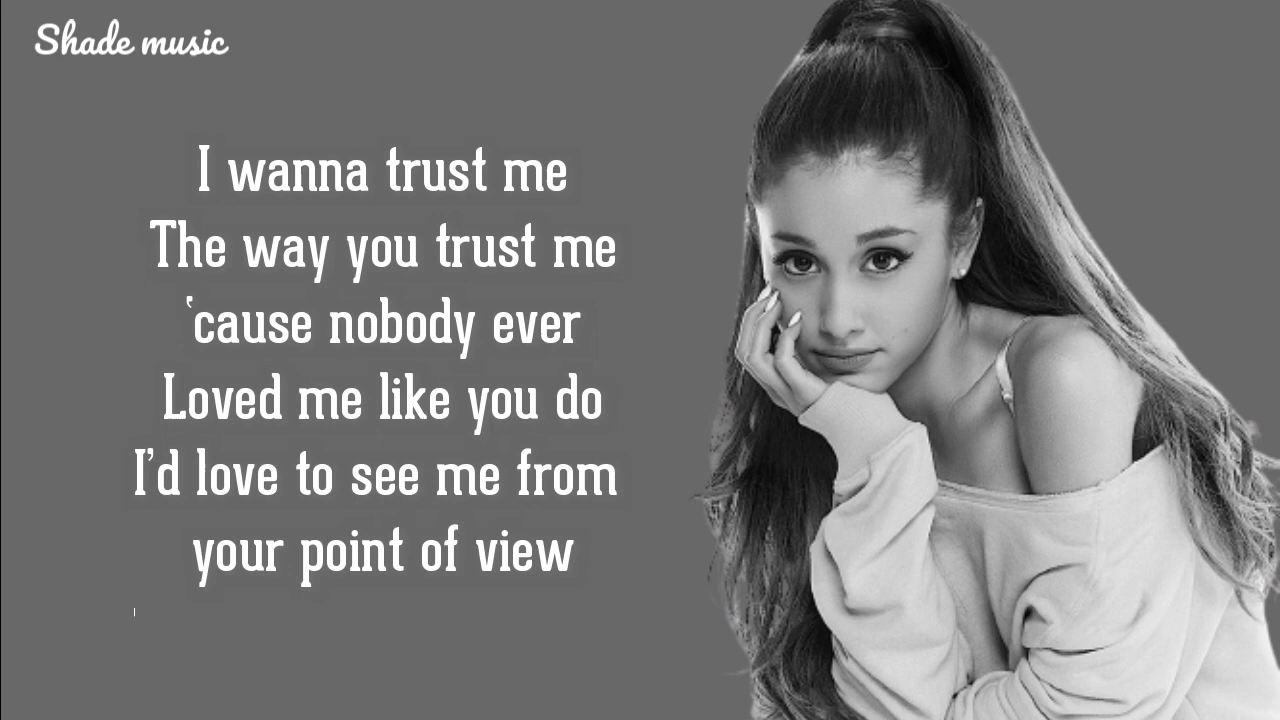 Shade music
I wanna trust me
The way you trust me
‘cause nobody ever
Loved me like you do
I’d love to see me from
your point of view